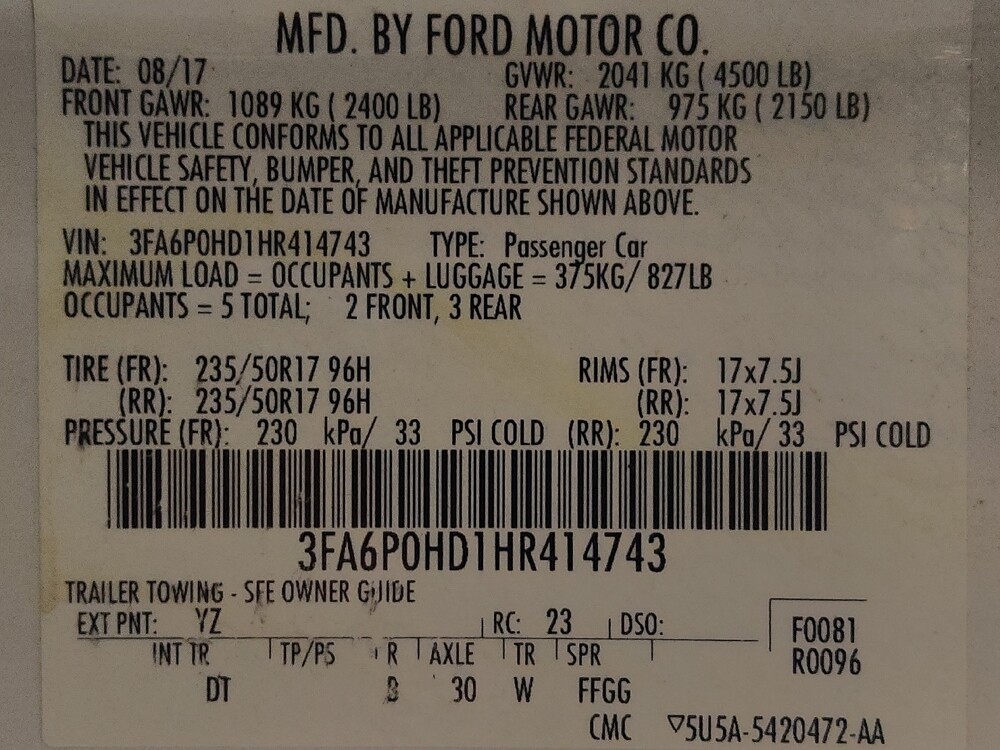 MFD. BY FORD MOTOR CO.
DATE: 08/17 GVWR: 2041 KG ( 4500 LB)
FRONT GAWR: 1089 KG ( 2400 LB) REAR GAWR: 975 KG ( 2150 LB)
THIS VEHICLE CONFORMS TO ALL APPLICABLE FEDERAL MOTOR
VEHICLE SAFETY, BUMPER, AND THEFT PREVENTION STANDARDS
IN EFFECT ON THE DATE OF MANUFACTURE SHOWN ABOVE.
VIN: 3FA6P0HD1HR414743 TYPE: Passenger Car
MAXIMUM LOAD = OCCUPANTS + LUGGAGE = 375KG/ 827LB
OCCUPANTS = 5 TOTAL; 2 FRONT, 3 REAR
TIRE (FR): 235/50R17 96H RIMS (FR): 17x7.5J
(RR): 235/50R17 96H (RR): 17x7.5J
PRESSURE (FR): 230 kPa/ 33 PSI COLD (RR): 230 kPa/ 33 PSI COLD
3FA6P0HD1HR414743
TRAILER TOWING - SEE OWNER GUIDE
EXT PNT: YZ RC: 23 DSO:
F0081
R0096
INT TR TP/PS R AXLE TR SPR
DT B 30 W FFGG
CMC ▽5U5A-5420472-AA